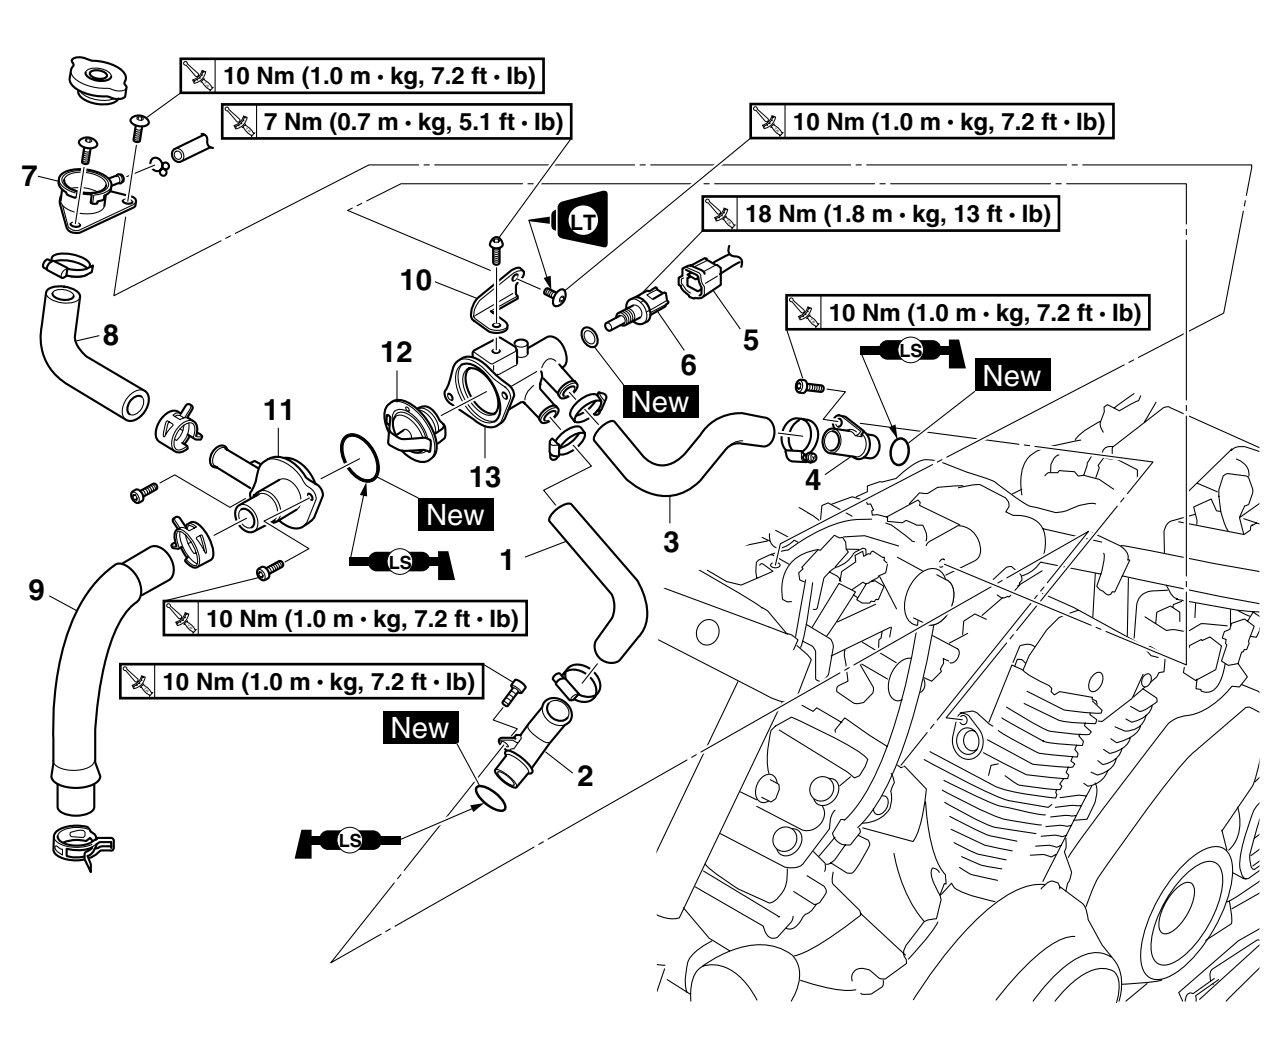 10 Nm (1.0 m · kg, 7.2 ft · lb)
7 Nm (0.7 m · kg, 5.1 ft · lb)
10 Nm (1.0 m · kg, 7.2 ft · lb)
7
LT
18 Nm (1.8 m · kg, 13 ft · lb)
10
8
5
10 Nm (1.0 m · kg, 7.2 ft · lb)
12
6
LS
New
New
11
13
4
New
3
1
LS
9
10 Nm (1.0 m · kg, 7.2 ft · lb)
10 Nm (1.0 m · kg, 7.2 ft · lb)
New
2
LS